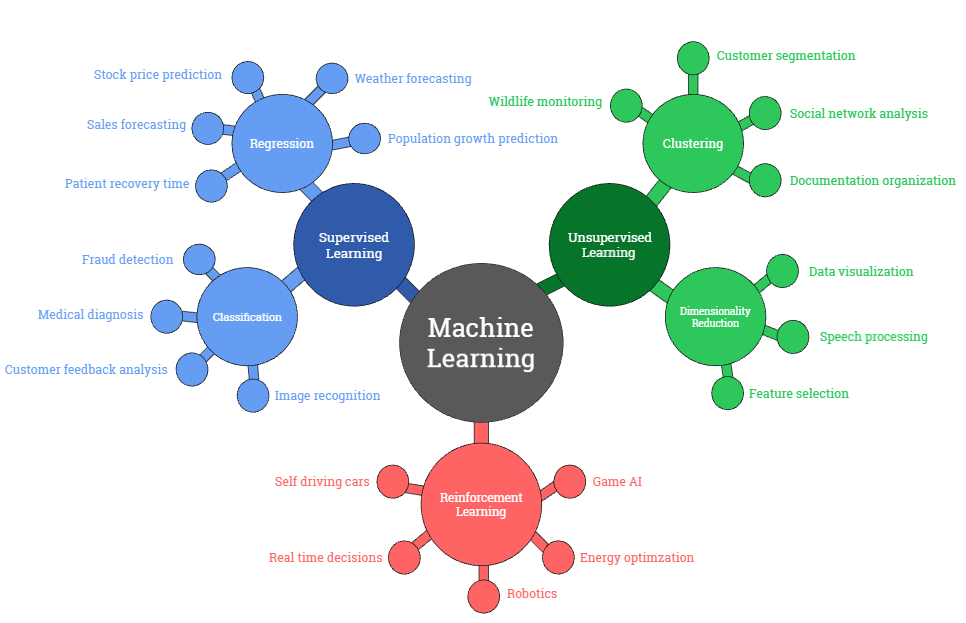 Customer segmentation
Stock price prediction
Weather forecasting
Wildlife monitoring
Social network analysis
Sales forecasting
Population growth prediction
Regression
Clustering
Patient recovery time
Documentation organization
Supervised
Learning
Unsupervised
Learning
Fraud detection
Data visualization
Medical diagnosis
Classification
Dimensionality
Reduction
Machine
Learning
Speech processing
Customer feedback analysis
Image recognition
Feature selection
Self driving cars
Game AI
Reinforcement
Learning
Real time decisions
Energy optimzation
Robotics